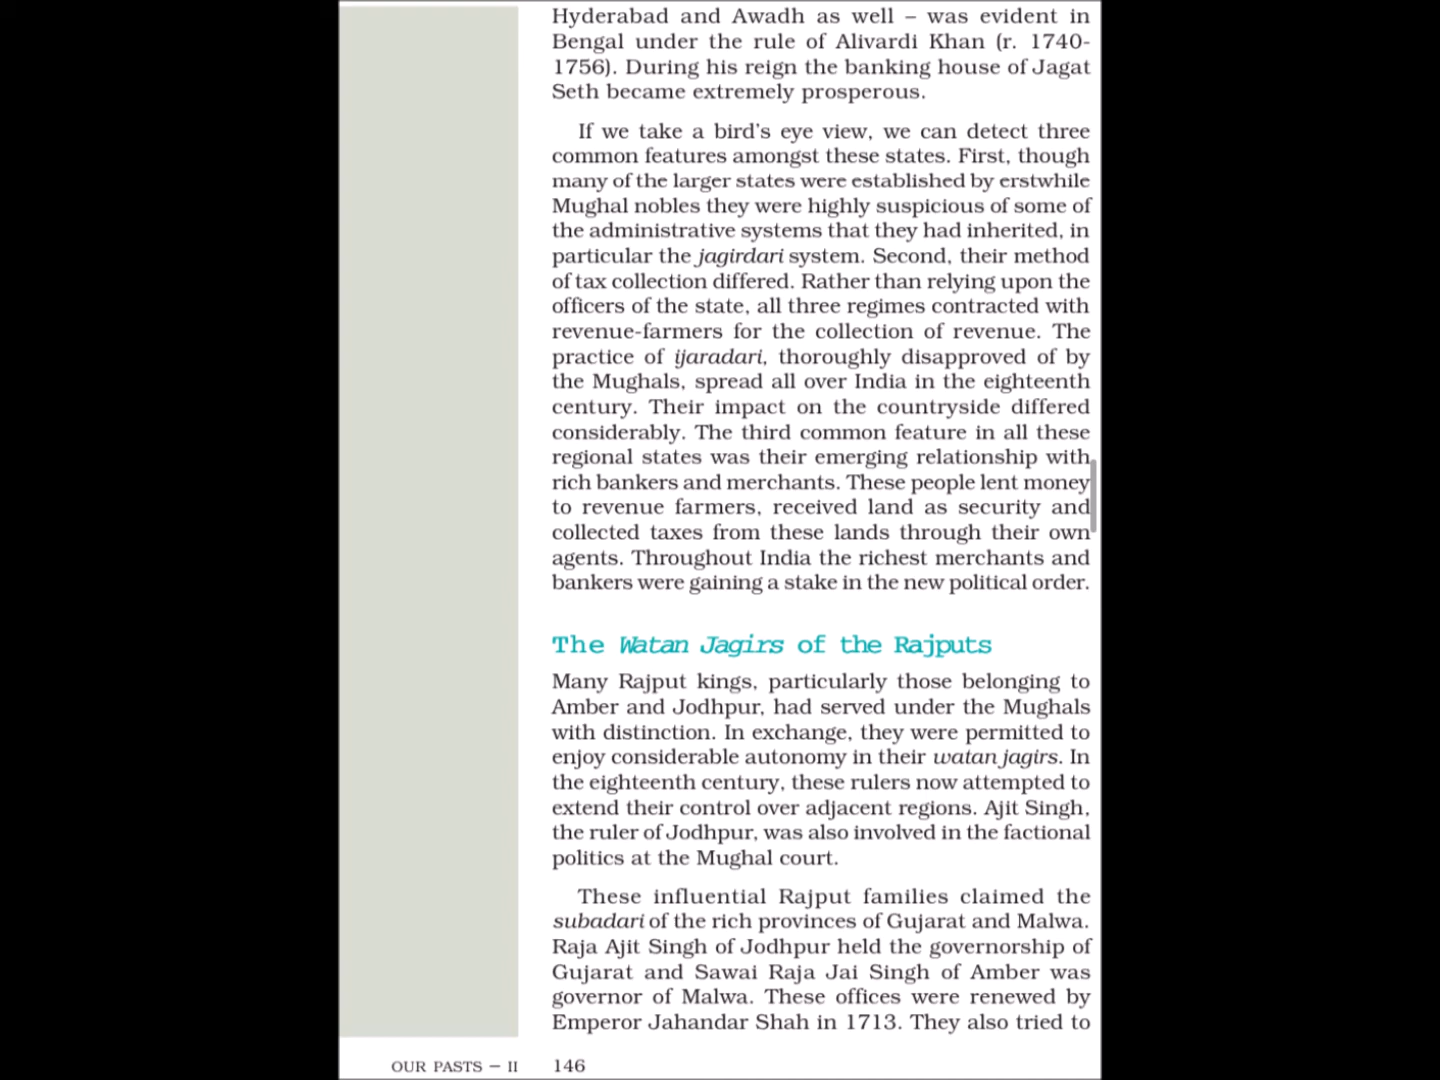 Hyderabad and Awadh as well – was evident in
Bengal under the rule of Alivardi Khan (r. 1740-
1756). During his reign the banking house of Jagat
Seth became extremely prosperous.
If we take a bird's eye view, we can detect three
common features amongst these states. First, though
many of the larger states were established by erstwhile
Mughal nobles they were highly suspicious of some of
the administrative systems that they had inherited, in
particular the jagirdari system. Second, their method
of tax collection differed. Rather than relying upon the
officers of the state, all three regimes contracted with
revenue-farmers for the collection of revenue. The
practice of ijaradari, thoroughly disapproved of by
the Mughals, spread all over India in the eighteenth
century. Their impact on the countryside differed
considerably. The third common feature in all these
regional states was their emerging relationship with
rich bankers and merchants. These people lent money
to revenue farmers, received land as security and
collected taxes from these lands through their own
agents. Throughout India the richest merchants and
bankers were gaining a stake in the new political order.
The Watan Jagirs of the Rajputs
Many Rajput kings, particularly those belonging to
Amber and Jodhpur, had served under the Mughals
with distinction. In exchange, they were permitted to
enjoy considerable autonomy in their watan jagirs. In
the eighteenth century, these rulers now attempted to
extend their control over adjacent regions. Ajit Singh,
the ruler of Jodhpur, was also involved in the factional
politics at the Mughal court.
These influential Rajput families claimed the
subadari of the rich provinces of Gujarat and Malwa.
Raja Ajit Singh of Jodhpur held the governorship of
Gujarat and Sawai Raja Jai Singh of Amber was
governor of Malwa. These offices were renewed by
Emperor Jahandar Shah in 1713. They also tried to
OUR PASTS – II 146